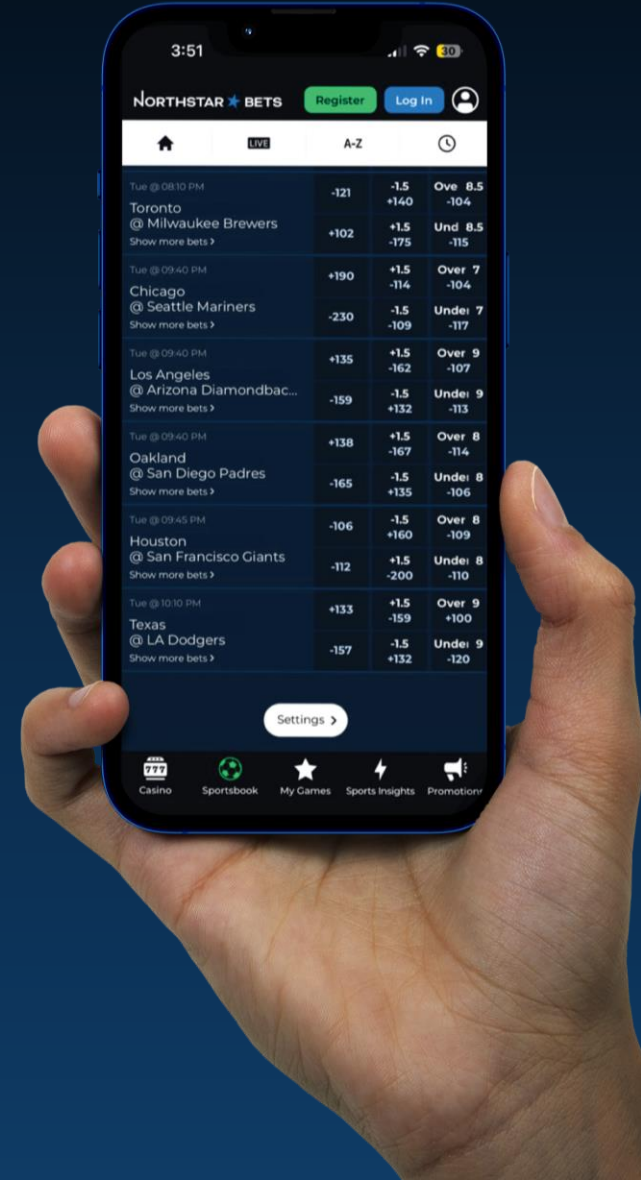 3:51
30
NORTHSTAR BETS
Register
Log In
LIVE
A-Z
Tue @ 08:10 PM
Toronto
@ Milwaukee Brewers
Show more bets >
-121
-1.5
+140
Ove 8.5
-104
+102
+1.5
-175
Und 8.5
-115
Tue @ 09:40 PM
Chicago
@ Seattle Mariners
Show more bets >
+190
+1.5
-114
Over 7
-104
-230
-1.5
-109
Under 7
-117
Tue @ 09:40 PM
Los Angeles
@ Arizona Diamondbac...
Show more bets >
+135
+1.5
-162
Over 9
-107
-159
-1.5
+132
Under 9
-113
Tue @ 09:40 PM
Oakland
@ San Diego Padres
Show more bets >
+138
+1.5
-167
Over 8
-114
-165
-1.5
+135
Under 8
-106
Tue @ 09:45 PM
Houston
@ San Francisco Giants
Show more bets >
-106
-1.5
+160
Over 8
-109
-112
+1.5
-200
Under 8
-110
Tue @ 10:10 PM
Texas
@ LA Dodgers
Show more bets >
+133
+1.5
-159
Over 9
+100
-157
-1.5
+132
Under 9
-120
Settings >
777
Casino
Sportsbook
My Games
Sports Insights
Promotions